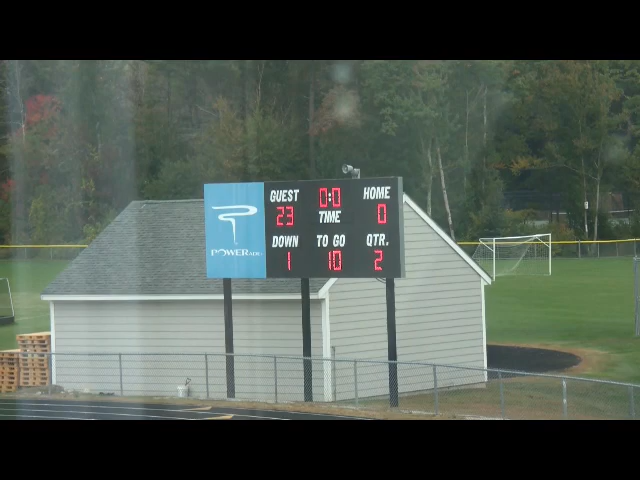 GUEST 0:0 HOME
23 TIME 0
DOWN TO GO QTR.
1 10 2
POWERADE